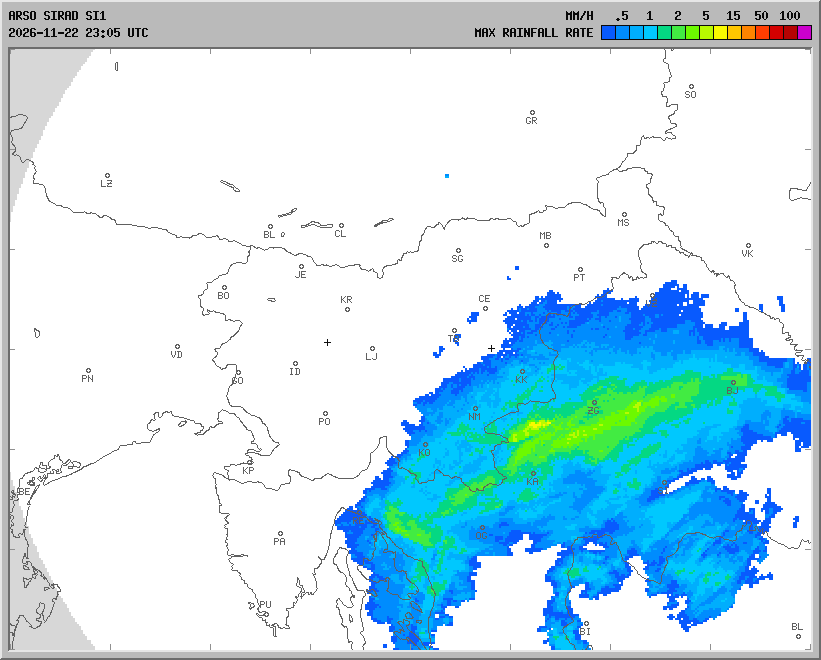 ARSO SIRAD SI1
MM/H .5 1 2 5 15 50 100
2026-11-22 23:05 UTC
MAX RAINFALL RATE
SO
GR
LZ
MS
BL
CL
MB
VK
SG
JE
PT
BO
KR
CE
VD
LJ
ID
GO
PN
KK
BJ
ZG
NM
PO
KO
KP
KA
BE
PA
PU
BI
BL